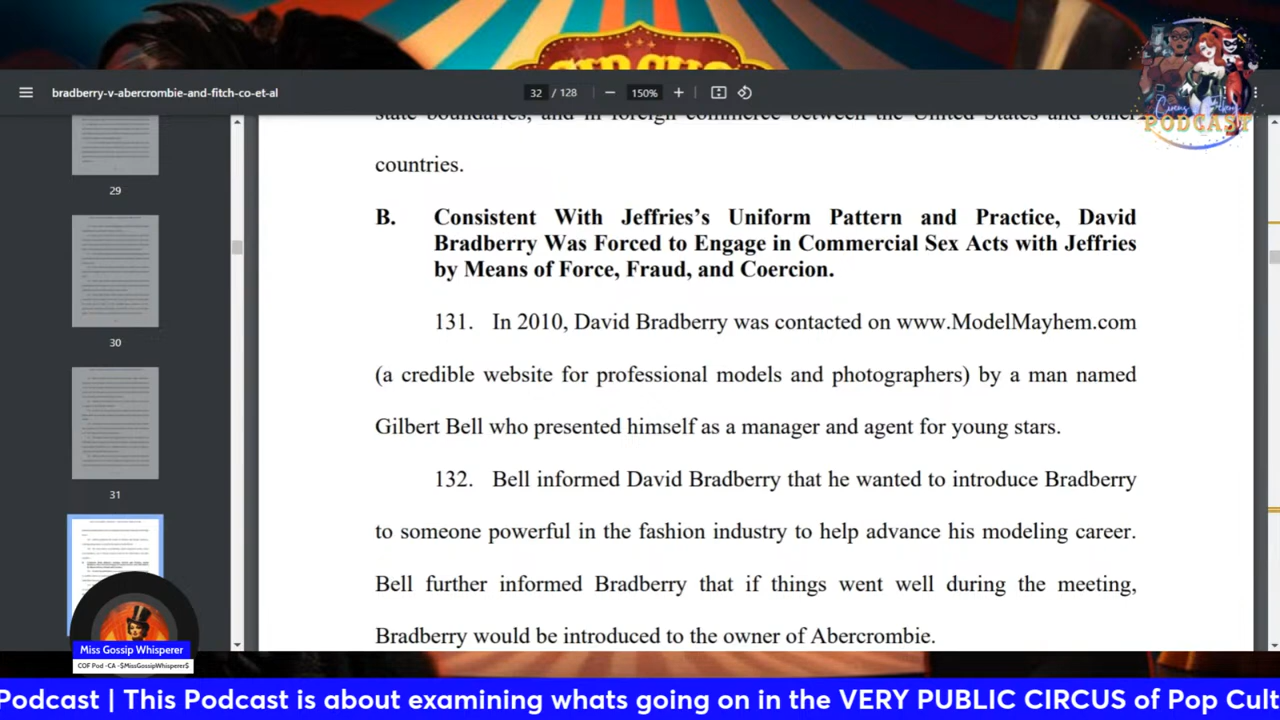 bradberry-v-abercrombie-and-fitch-co-et-al
32 / 128
150%
PODCAST
29
30
31
countries.
B. Consistent With Jeffries's Uniform Pattern and Practice, David
Bradberry Was Forced to Engage in Commercial Sex Acts with Jeffries
by Means of Force, Fraud, and Coercion.
131. In 2010, David Bradberry was contacted on www.ModelMayhem.com
(a credible website for professional models and photographers) by a man named
Gilbert Bell who presented himself as a manager and agent for young stars.
132. Bell informed David Bradberry that he wanted to introduce Bradberry
to someone powerful in the fashion industry to help advance his modeling career.
Bell further informed Bradberry that if things went well during the meeting,
Bradberry would be introduced to the owner of Abercrombie.
Miss Gossip Whisperer
COF Pod -CA -$MissGossipWhisperer$
Podcast | This Podcast is about examining whats going on in the VERY PUBLIC CIRCUS of Pop Cult